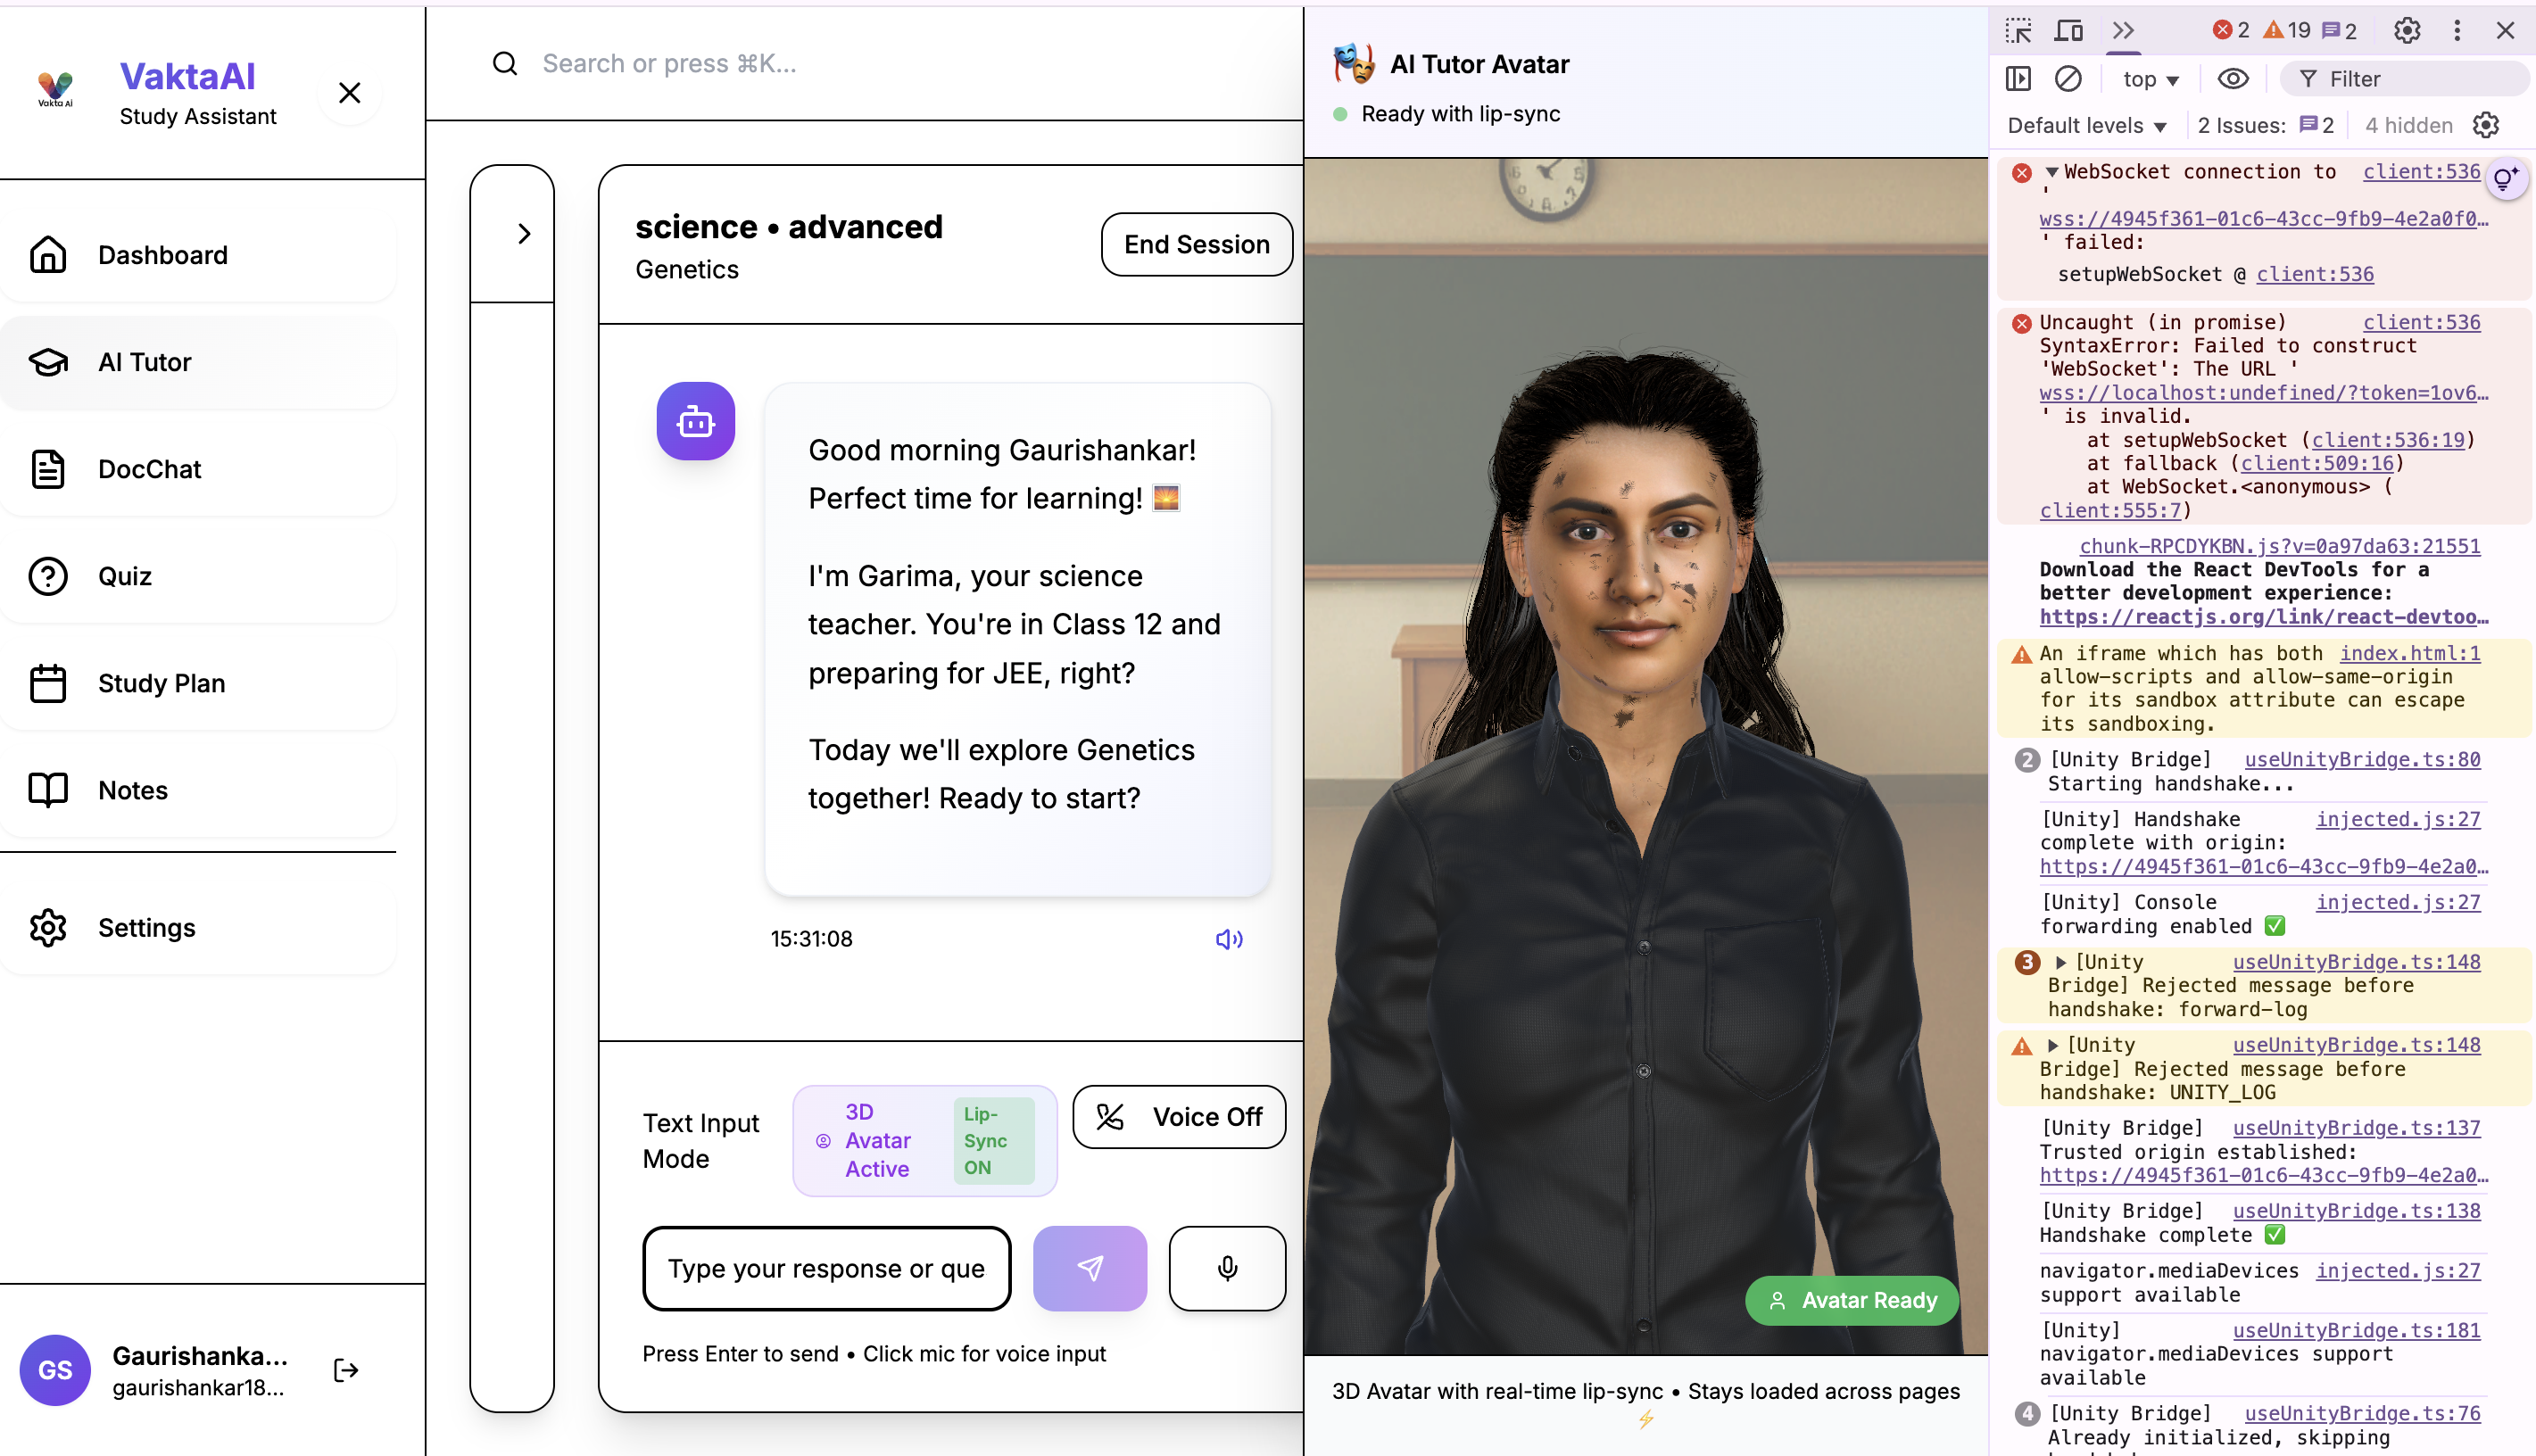 Vakta Ai
VaktaAI
Study Assistant
Dashboard
AI Tutor
DocChat
Quiz
Study Plan
Notes
Settings
GS
Gaurishanka...
gaurishankar18...
Search or press ⌘K...
science • advanced
Genetics
End Session
Good morning Gaurishankar!
Perfect time for learning! 🌅
I'm Garima, your science
teacher. You're in Class 12 and
preparing for JEE, right?
Today we'll explore Genetics
together! Ready to start?
15:31:08
Text Input
Mode
3D
Avatar
Active
Lip-
Sync
ON
Voice Off
Type your response or que
Press Enter to send • Click mic for voice input
AI Tutor Avatar
Ready with lip-sync
Avatar Ready
3D Avatar with real-time lip-sync • Stays loaded across pages
⚡
2 19 2
top
Filter
Default levels
2 Issues: 2
4 hidden
WebSocket connection to client:536
'
wss://4945f361-01c6-43cc-9fb9-4e2a0f0…
' failed:
setupWebSocket @ client:536
Uncaught (in promise) client:536
SyntaxError: Failed to construct
'WebSocket': The URL '
wss://localhost:undefined/?token=1ov6…
' is invalid.
at setupWebSocket (client:536:19)
at fallback (client:509:16)
at WebSocket.<anonymous> (
client:555:7)
chunk-RPCDYKBN.js?v=0a97da63:21551
Download the React DevTools for a
better development experience:
https://reactjs.org/link/react-devtoo…
An iframe which has both index.html:1
allow-scripts and allow-same-origin
for its sandbox attribute can escape
its sandboxing.
2 [Unity Bridge] useUnityBridge.ts:80
Starting handshake...
[Unity] Handshake injected.js:27
complete with origin:
https://4945f361-01c6-43cc-9fb9-4e2a0…
[Unity] Console injected.js:27
forwarding enabled ✅
3 [Unity useUnityBridge.ts:148
Bridge] Rejected message before
handshake: forward-log
[Unity useUnityBridge.ts:148
Bridge] Rejected message before
handshake: UNITY_LOG
[Unity Bridge] useUnityBridge.ts:137
Trusted origin established:
https://4945f361-01c6-43cc-9fb9-4e2a0…
[Unity Bridge] useUnityBridge.ts:138
Handshake complete ✅
navigator.mediaDevices injected.js:27
support available
[Unity] useUnityBridge.ts:181
navigator.mediaDevices support
available
4 [Unity Bridge] useUnityBridge.ts:76
Already initialized, skipping